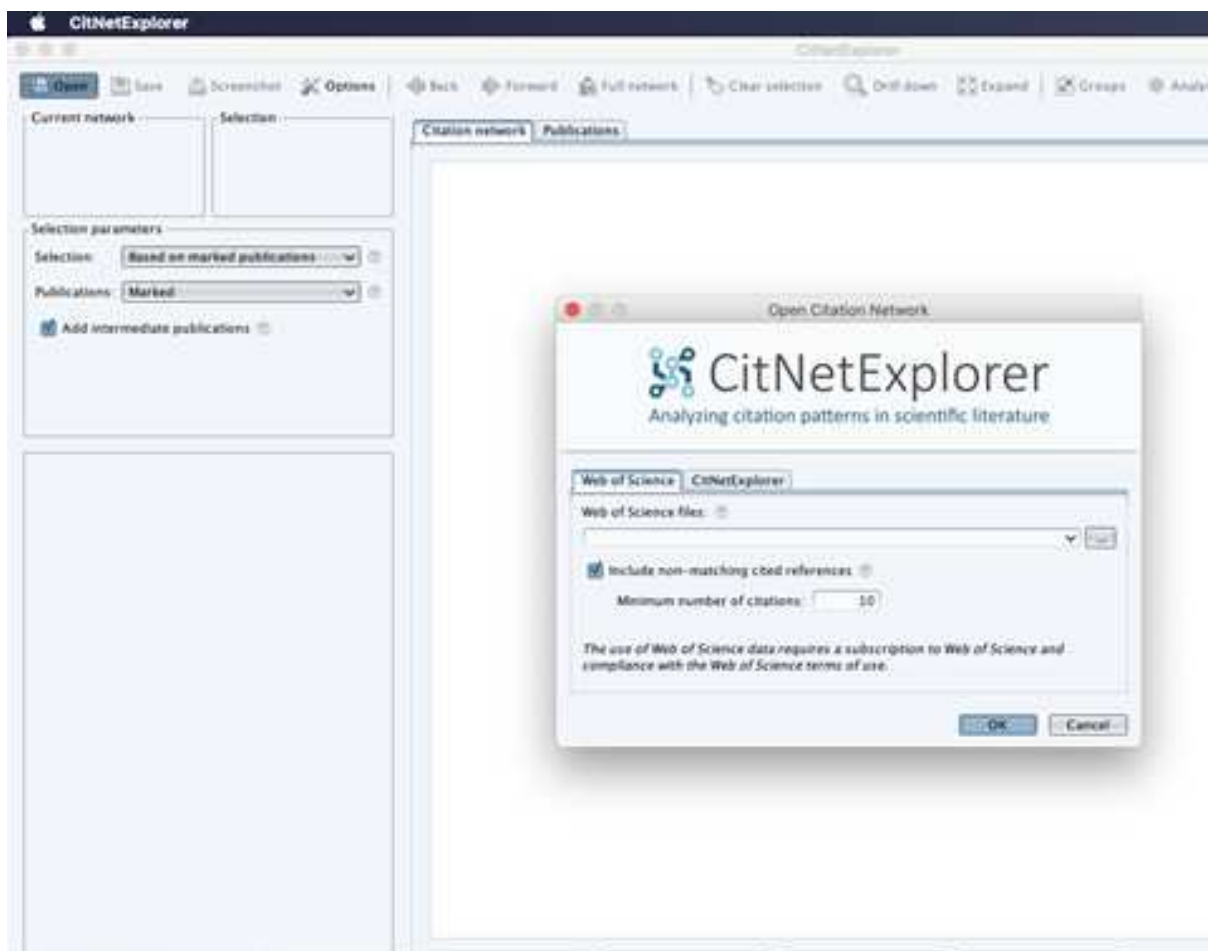 CitNetExplorer
CitNetExplorer
Open Save Screenshot Options Back Forward Full network Clear selection Drill down Expand Groups
Current network Selection
Citation network Publications
Selection parameters
Selection: Based on marked publications
Publications: Marked
Add intermediate publications
Open Citation Network
CitNetExplorer
Analyzing citation patterns in scientific literature
Web of Science CitNetExplorer
Web of Science files:
Include non-matching cited references
Minimum number of citations: 10
The use of Web of Science data requires a subscription to Web of Science and
compliance with the Web of Science terms of use.
OK Cancel